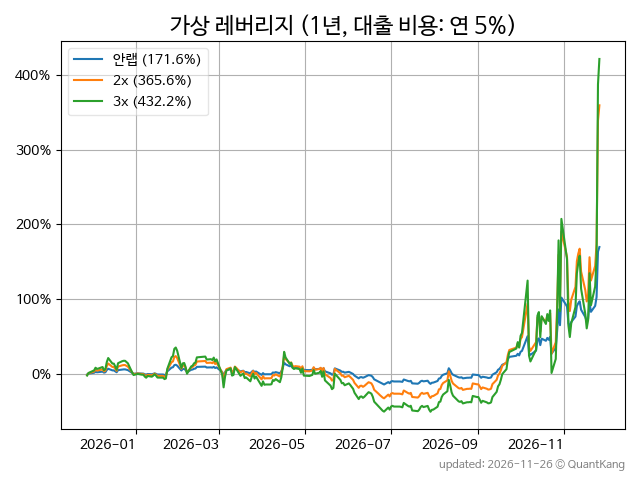 가상 레버리지 (1년, 대출 비용: 연 5%)
안랩 (171.6%)
2x (365.6%)
3x (432.2%)
400%
300%
200%
100%
0%
2026-01 2026-03 2026-05 2026-07 2026-09 2026-11
updated: 2026-11-26 © QuantKang